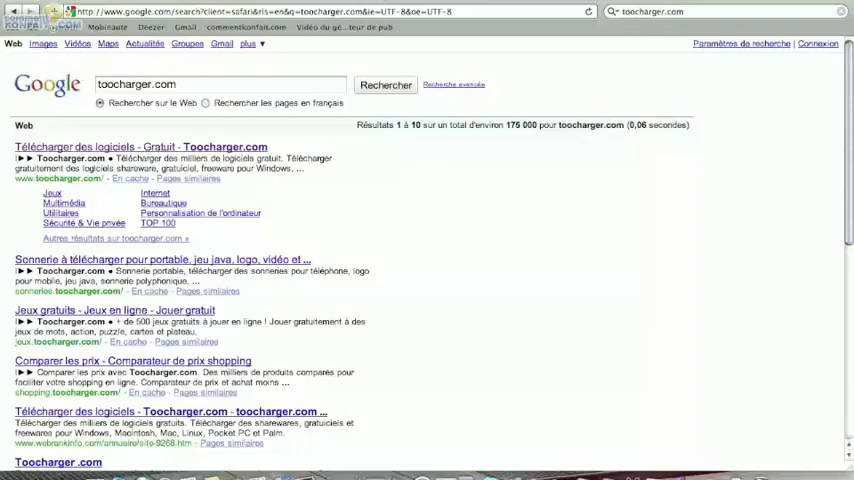 comment
KONFAIT.COM
http://www.google.com/search?client=safari&rls=en&q=toocharger.com&ie=UTF-8&oe=UTF-8
toocharger.com
Mobinaute Deezer Gmail commentkonfait.com Vidéo du gé...teur de pub
Web Images Vidéos Maps Actualités Groupes Gmail plus ▼
Paramètres de recherche | Connexion
Google
toocharger.com
Rechercher
Recherche avancée
Rechercher sur le Web Rechercher les pages en français
Web
Résultats 1 à 10 sur un total d'environ 175 000 pour toocharger.com (0,06 secondes)
Télécharger des logiciels - Gratuit - Toocharger.com
I►► Toocharger.com ● Télécharger des milliers de logiciels gratuit. Télécharger
gratuitement des logiciels shareware, gratuiciel, freeware pour Windows, ...
www.toocharger.com/ - En cache - Pages similaires
Jeux Internet
Multimédia Bureautique
Utilitaires Personnalisation de l'ordinateur
Sécurité & Vie privée TOP 100
Autres résultats sur toocharger.com »
Sonnerie à télécharger pour portable, jeu java, logo, vidéo et ...
I►► Toocharger.com ● Sonnerie portable, télécharger des sonneries pour téléphone, logo
pour mobile, jeu java, sonnerie polyphonique, ...
sonneries.toocharger.com/ - En cache - Pages similaires
Jeux gratuits - Jeux en ligne - Jouer gratuit
I►► Toocharger.com ● + de 500 jeux gratuits à jouer en ligne ! Jouer gratuitement à des
jeux de mots, action, puzzle, cartes et plateau.
jeux.toocharger.com/ - En cache - Pages similaires
Comparer les prix - Comparateur de prix shopping
I►► Comparer les prix avec Toocharger.com. Des milliers de produits comparés pour
faciliter votre shopping en ligne. Comparateur de prix et achat moins ...
shopping.toocharger.com/ - En cache - Pages similaires
Télécharger des logiciels - Toocharger.com - toocharger.com ...
Télécharger des milliers de logiciels gratuits. Télécharger des sharewares, gratuiciels et
freewares pour Windows, Macintosh, Mac, Linux, Pocket PC et Palm.
www.webrankinfo.com/annuaire/site-9268.htm - Pages similaires
Toocharger .com